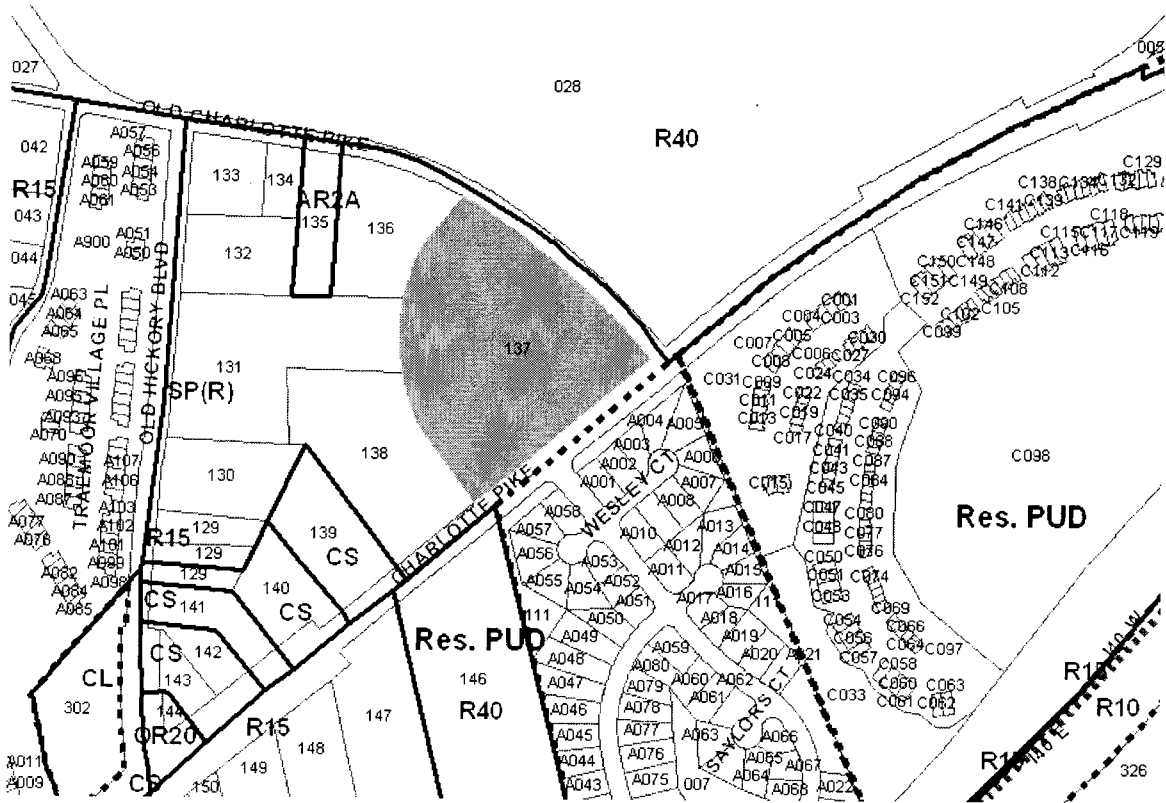 027
028
005
OLD CHARLOTTE PIKE
R40
042
R15
043
044
A057
A056
A059
A054
A060
A053
A061
A051
A900
A050
133
134
AR2A
135
136
132
C129
C138
C134
C132
C141
C139
C146
C147
C118
C115
C117
C119
C113
C116
C112
C150
C148
C151
C149
C108
C152
C105
C102
C099
A063
A064
A065
A068
TRALMOOR VILLAGE PL
OLD HICKORY BLVD
131
SP(R)
137
C001
C004
C003
C005
C030
C007
C006
C027
C008
C024
C034
C096
C031
C009
C022
C035
C094
C011
C019
C013
C017
C040
C090
C088
C041
C087
C043
C084
C045
C015
C047
C080
C048
C077
C076
C098
Res. PUD
A070
A090
A107
A106
A087
A103
A102
A077
A078
A101
A099
A098
A082
A084
A085
130
138
129
R15
129
129
139
CS
CHARLOTTE PIKE
A004
A005
A003
A002
A006
A001
WESLEY CT
A007
A008
A058
A057
A010
A013
A056
A012
A014
A053
A011
A015
A055
A052
A054
A016
A051
A017
111
A050
A018
A049
A019
A059
A020
A021
A048
A080
A047
A079
A060
A062
A061
A046
A078
A045
A077
A063
SAYLORS CT
A066
A044
A076
A065
A067
A043
A075
A064
A068
A022
007
C050
C051
C074
C053
C069
C054
C066
C056
C064
C097
C057
C058
C060
C063
C061
C062
C033
CS
141
140
CS
CS
142
143
CL
302
144
OR20
CS
150
149
148
147
R15
Res. PUD
146
R40
A011
A009
I40 W
I40 E
R10
326